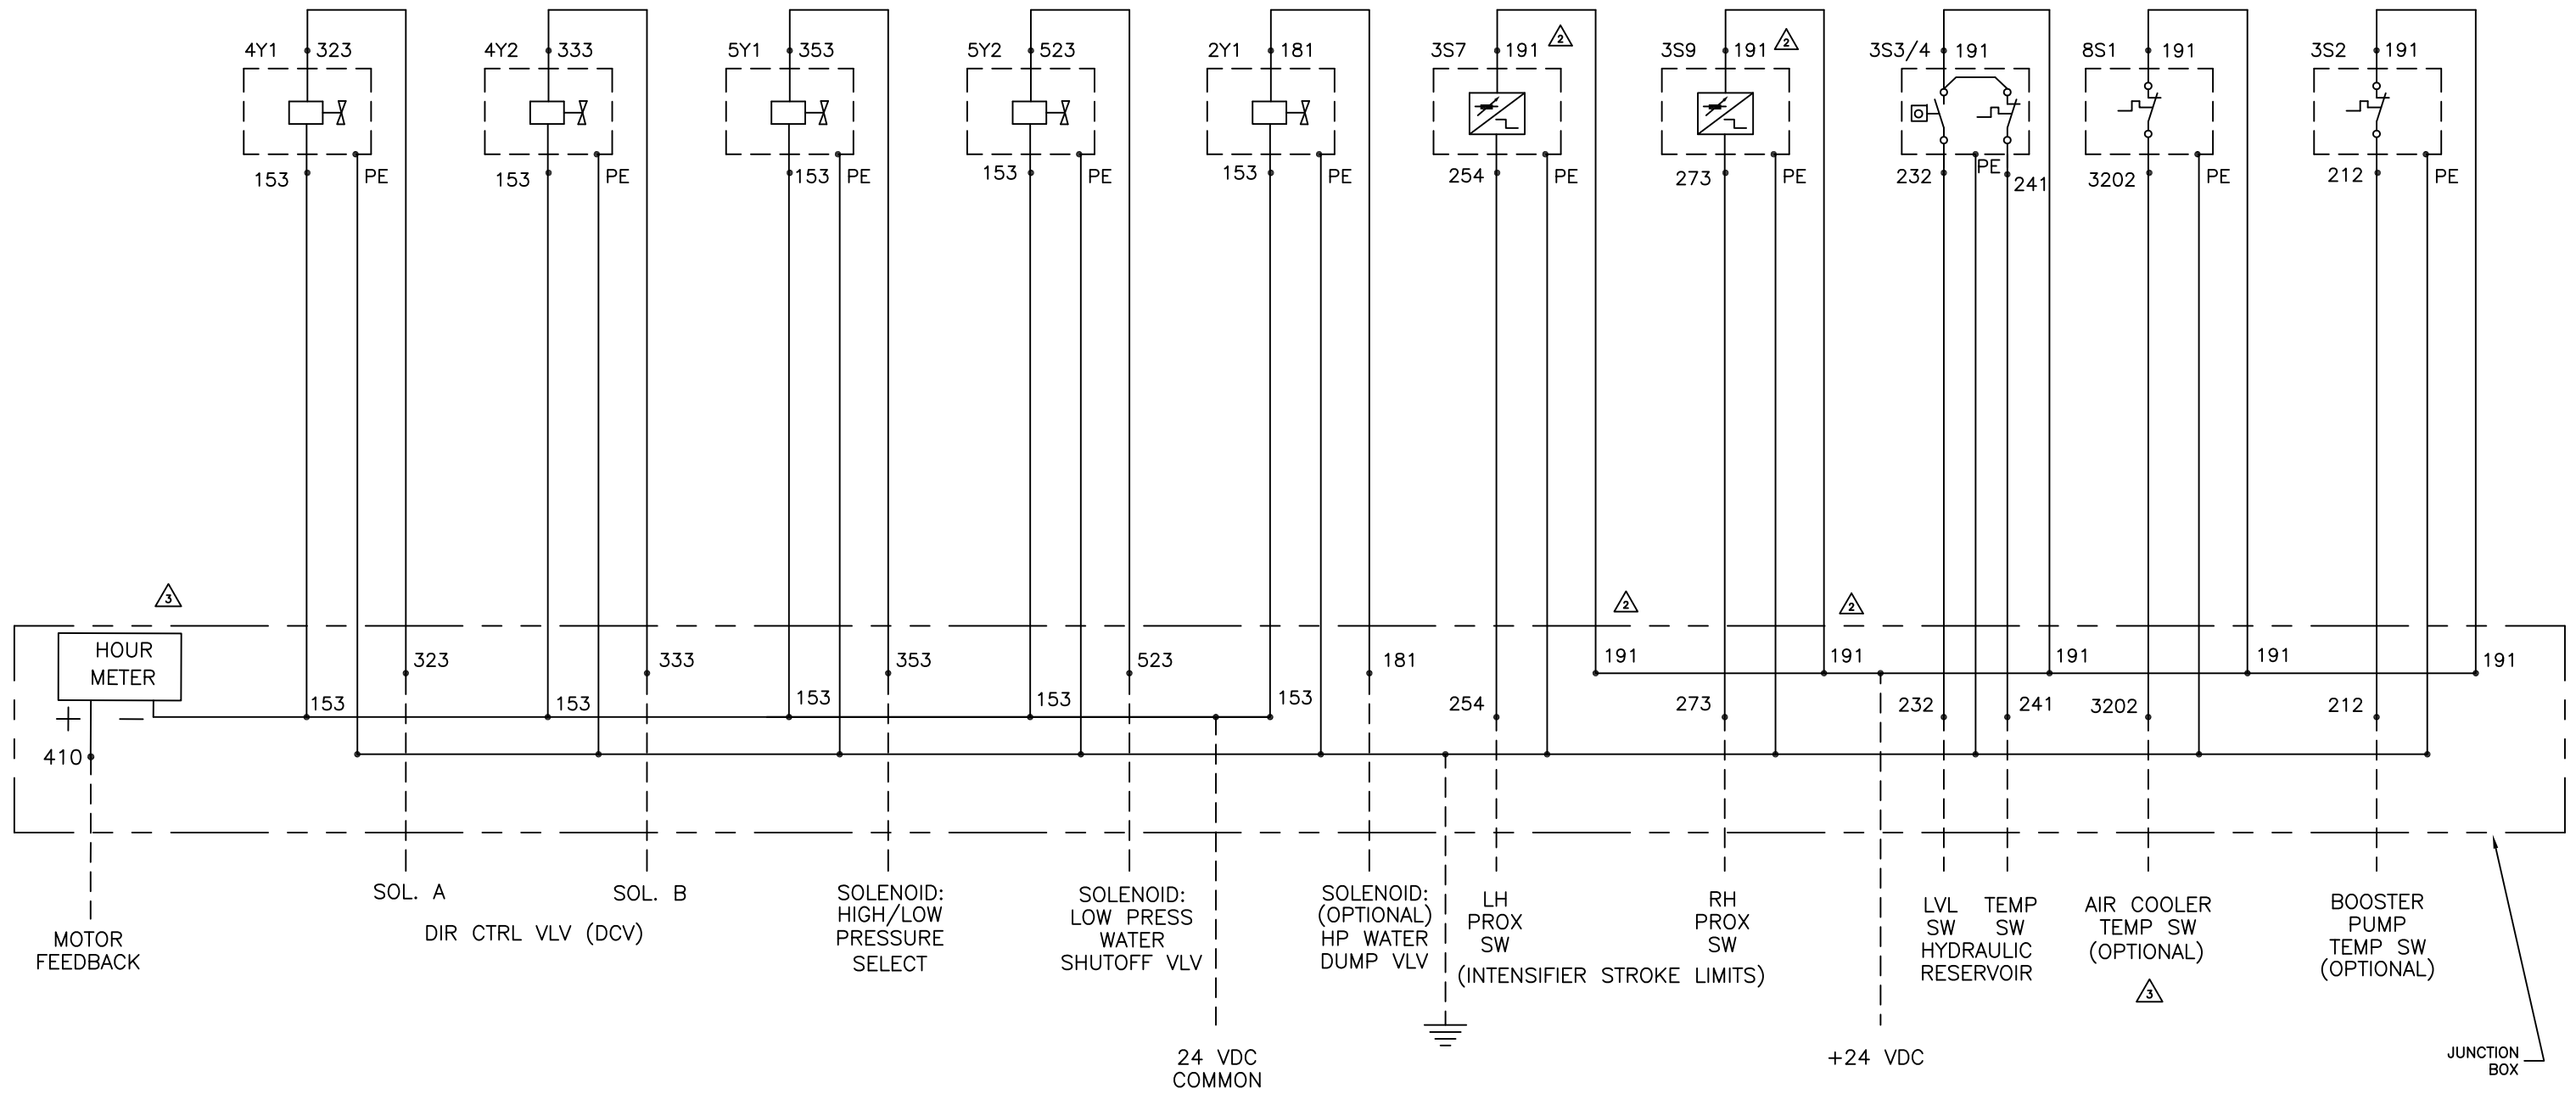 4Y1 323
4Y2 333
5Y1 353
5Y2 523
2Y1 181
3S7 191 2
3S9 191 2
3S3/4 191
8S1 191
3S2 191
153 PE
153 PE
153 PE
153 PE
153 PE
254 PE
273 PE
232 PE 241
3202 PE
212 PE
3
2
2
HOUR
METER
323
333
353
523
181
191
191
191
191
191
+ −
153
153
153
153
153
254
273
232
241
3202
212
410
MOTOR
FEEDBACK
SOL. A
SOL. B
DIR CTRL VLV (DCV)
SOLENOID:
HIGH/LOW
PRESSURE
SELECT
SOLENOID:
LOW PRESS
WATER
SHUTOFF VLV
SOLENOID:
(OPTIONAL)
HP WATER
DUMP VLV
LH
PROX
SW
RH
PROX
SW
(INTENSIFIER STROKE LIMITS)
LVL TEMP
SW SW
HYDRAULIC
RESERVOIR
AIR COOLER
TEMP SW
(OPTIONAL)
3
BOOSTER
PUMP
TEMP SW
(OPTIONAL)
24 VDC
COMMON
+24 VDC
JUNCTION
BOX